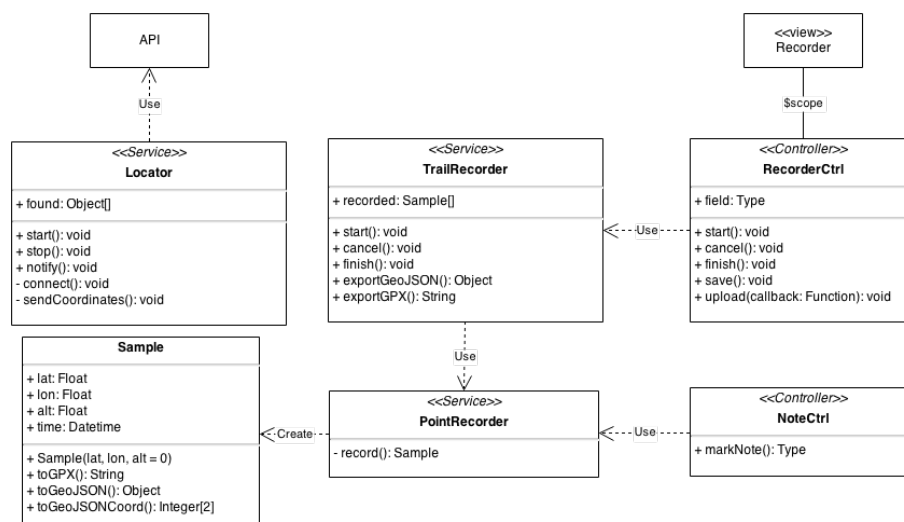 API
<<view>>
Recorder
Use
$scope
<<Service>>
Locator
+ found: Object[]
+ start(): void
+ stop(): void
+ notify(): void
- connect(): void
- sendCoordinates(): void
<<Service>>
TrailRecorder
+ recorded: Sample[]
+ start(): void
+ cancel(): void
+ finish(): void
+ exportGeoJSON(): Object
+ exportGPX(): String
Use
<<Controller>>
RecorderCtrl
+ field: Type
+ start(): void
+ cancel(): void
+ finish(): void
+ save(): void
+ upload(callback: Function): void
Use
Sample
+ lat: Float
+ lon: Float
+ alt: Float
+ time: Datetime
+ Sample(lat, lon, alt = 0)
+ toGPX(): String
+ toGeoJSON(): Object
+ toGeoJSONCoord(): Integer[2]
Create
<<Service>>
PointRecorder
- record(): Sample
Use
<<Controller>>
NoteCtrl
+ markNote(): Type